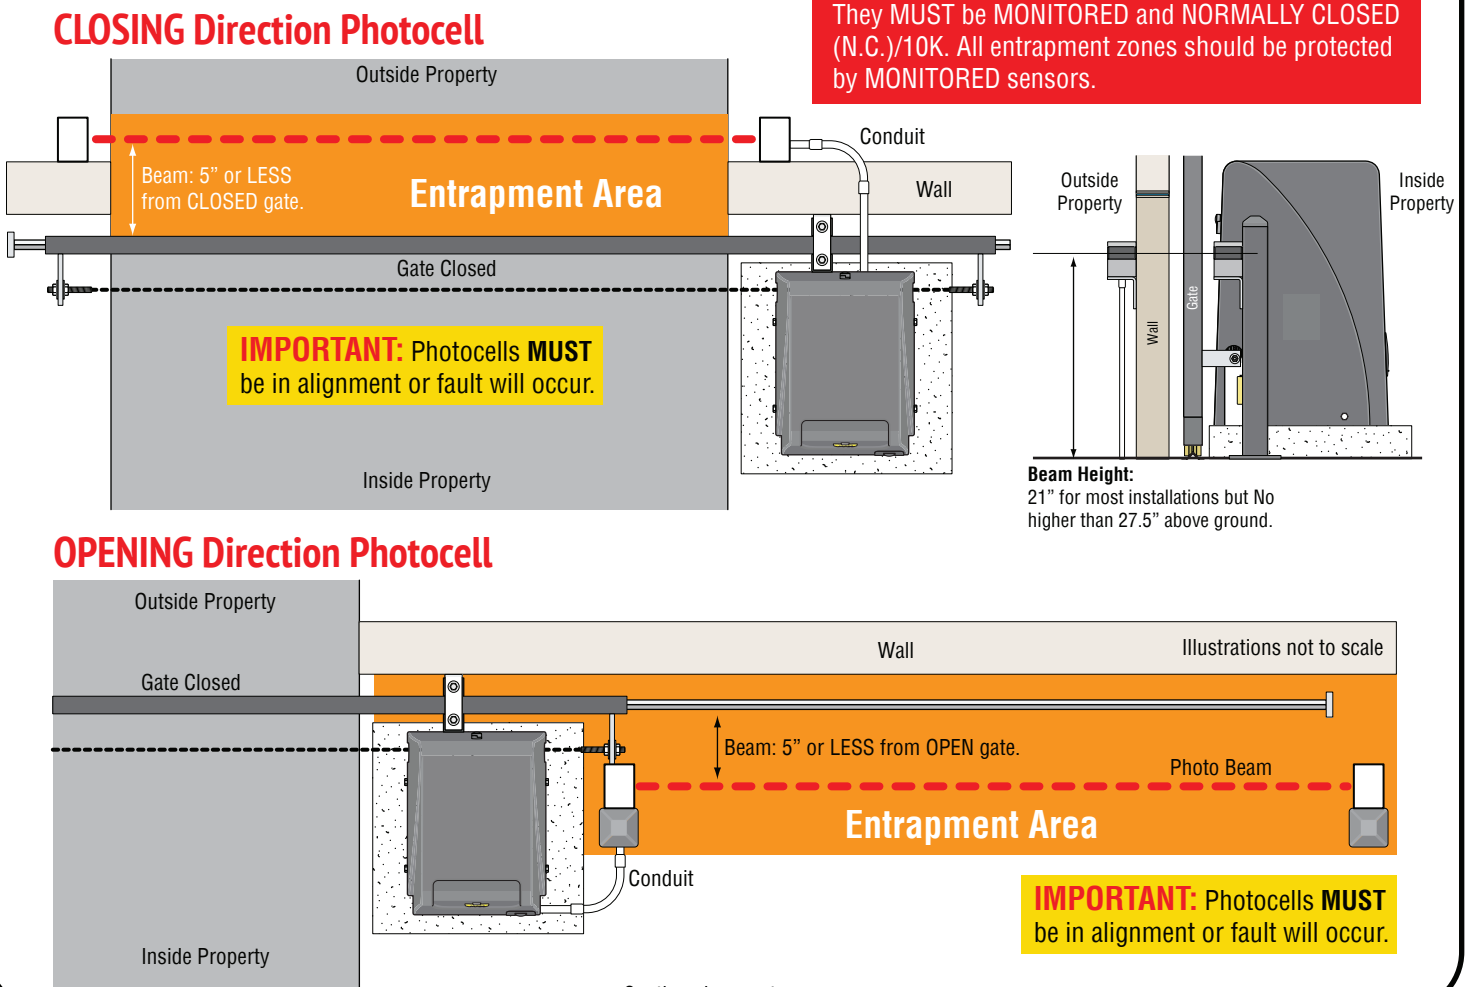 They MUST be MONITORED and NORMALLY CLOSED
(N.C.)/10K. All entrapment zones should be protected
by MONITORED sensors.
CLOSING Direction Photocell
Outside Property
Conduit
Beam: 5” or LESS
from CLOSED gate.
Entrapment Area
Wall
Gate Closed
IMPORTANT: Photocells MUST
be in alignment or fault will occur.
Inside Property
Outside
Property
Inside
Property
Gate
Wall
Beam Height:
21” for most installations but No
higher than 27.5” above ground.
OPENING Direction Photocell
Outside Property
Wall
Illustrations not to scale
Gate Closed
Beam: 5” or LESS from OPEN gate.
Photo Beam
Entrapment Area
Conduit
IMPORTANT: Photocells MUST
be in alignment or fault will occur.
Inside Property